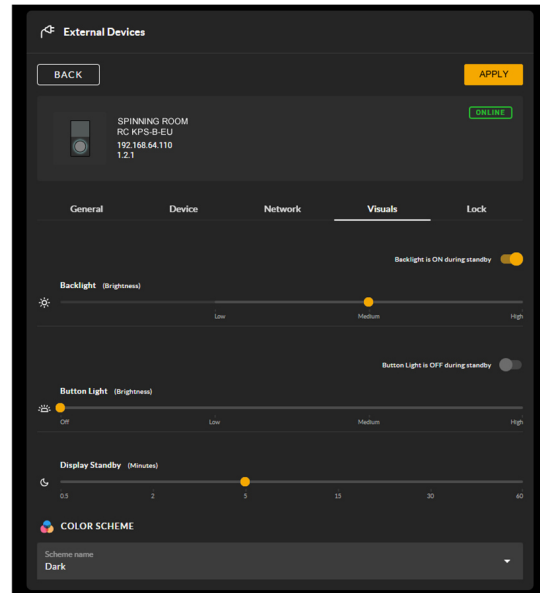 External Devices
BACK
APPLY
SPINNING ROOM
RC KPS-B-EU
192.168.64.110
1.2.1
ONLINE
General Device Network Visuals Lock
Backlight is ON during standby
Backlight (Brightness)
Low Medium High
Button Light is OFF during standby
Button Light (Brightness)
Off Low Medium High
Display Standby (Minutes)
0.5 2 5 15 30 60
COLOR SCHEME
Scheme name
Dark